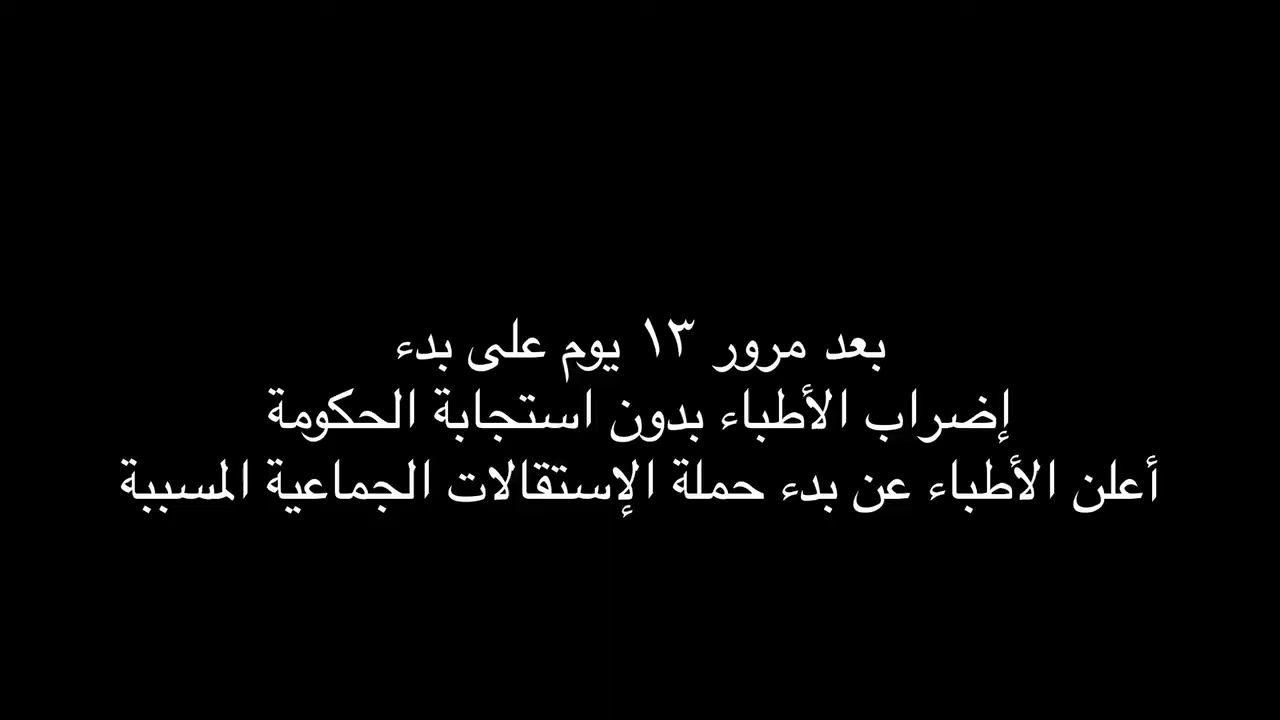 بعد مرور ١٣ يوم على بدء
إضراب الأطباء بدون استجابة الحكومة
أعلن الأطباء عن بدء حملة الإستقالات الجماعية المسببة